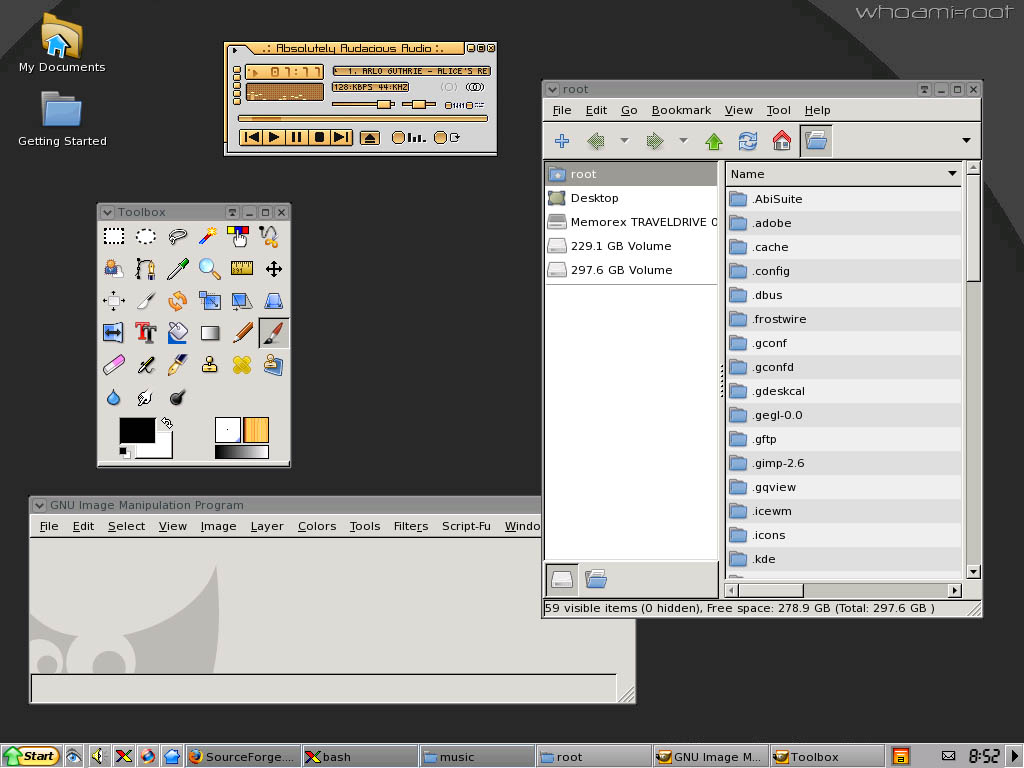 whoami=root
My Documents
Getting Started
.: Absolutely Audacious Audio :.
1. ARLO GUTHRIE - ALICE'S RE
128:KBPS 44:KHZ
root
File Edit Go Bookmark View Tool Help
root
Desktop
Memorex TRAVELDRIVE 0
229.1 GB Volume
297.6 GB Volume
Name
.AbiSuite
.adobe
.cache
.config
.dbus
.frostwire
.gconf
.gconfd
.gdeskcal
.gegl-0.0
.gftp
.gimp-2.6
.gqview
.icewm
.icons
.kde
59 visible items (0 hidden), Free space: 278.9 GB (Total: 297.6 GB )
Toolbox
GNU Image Manipulation Program
File Edit Select View Image Layer Colors Tools Filters Script-Fu Windo
Start
SourceForge....
bash
music
root
GNU Image M...
Toolbox
8:52